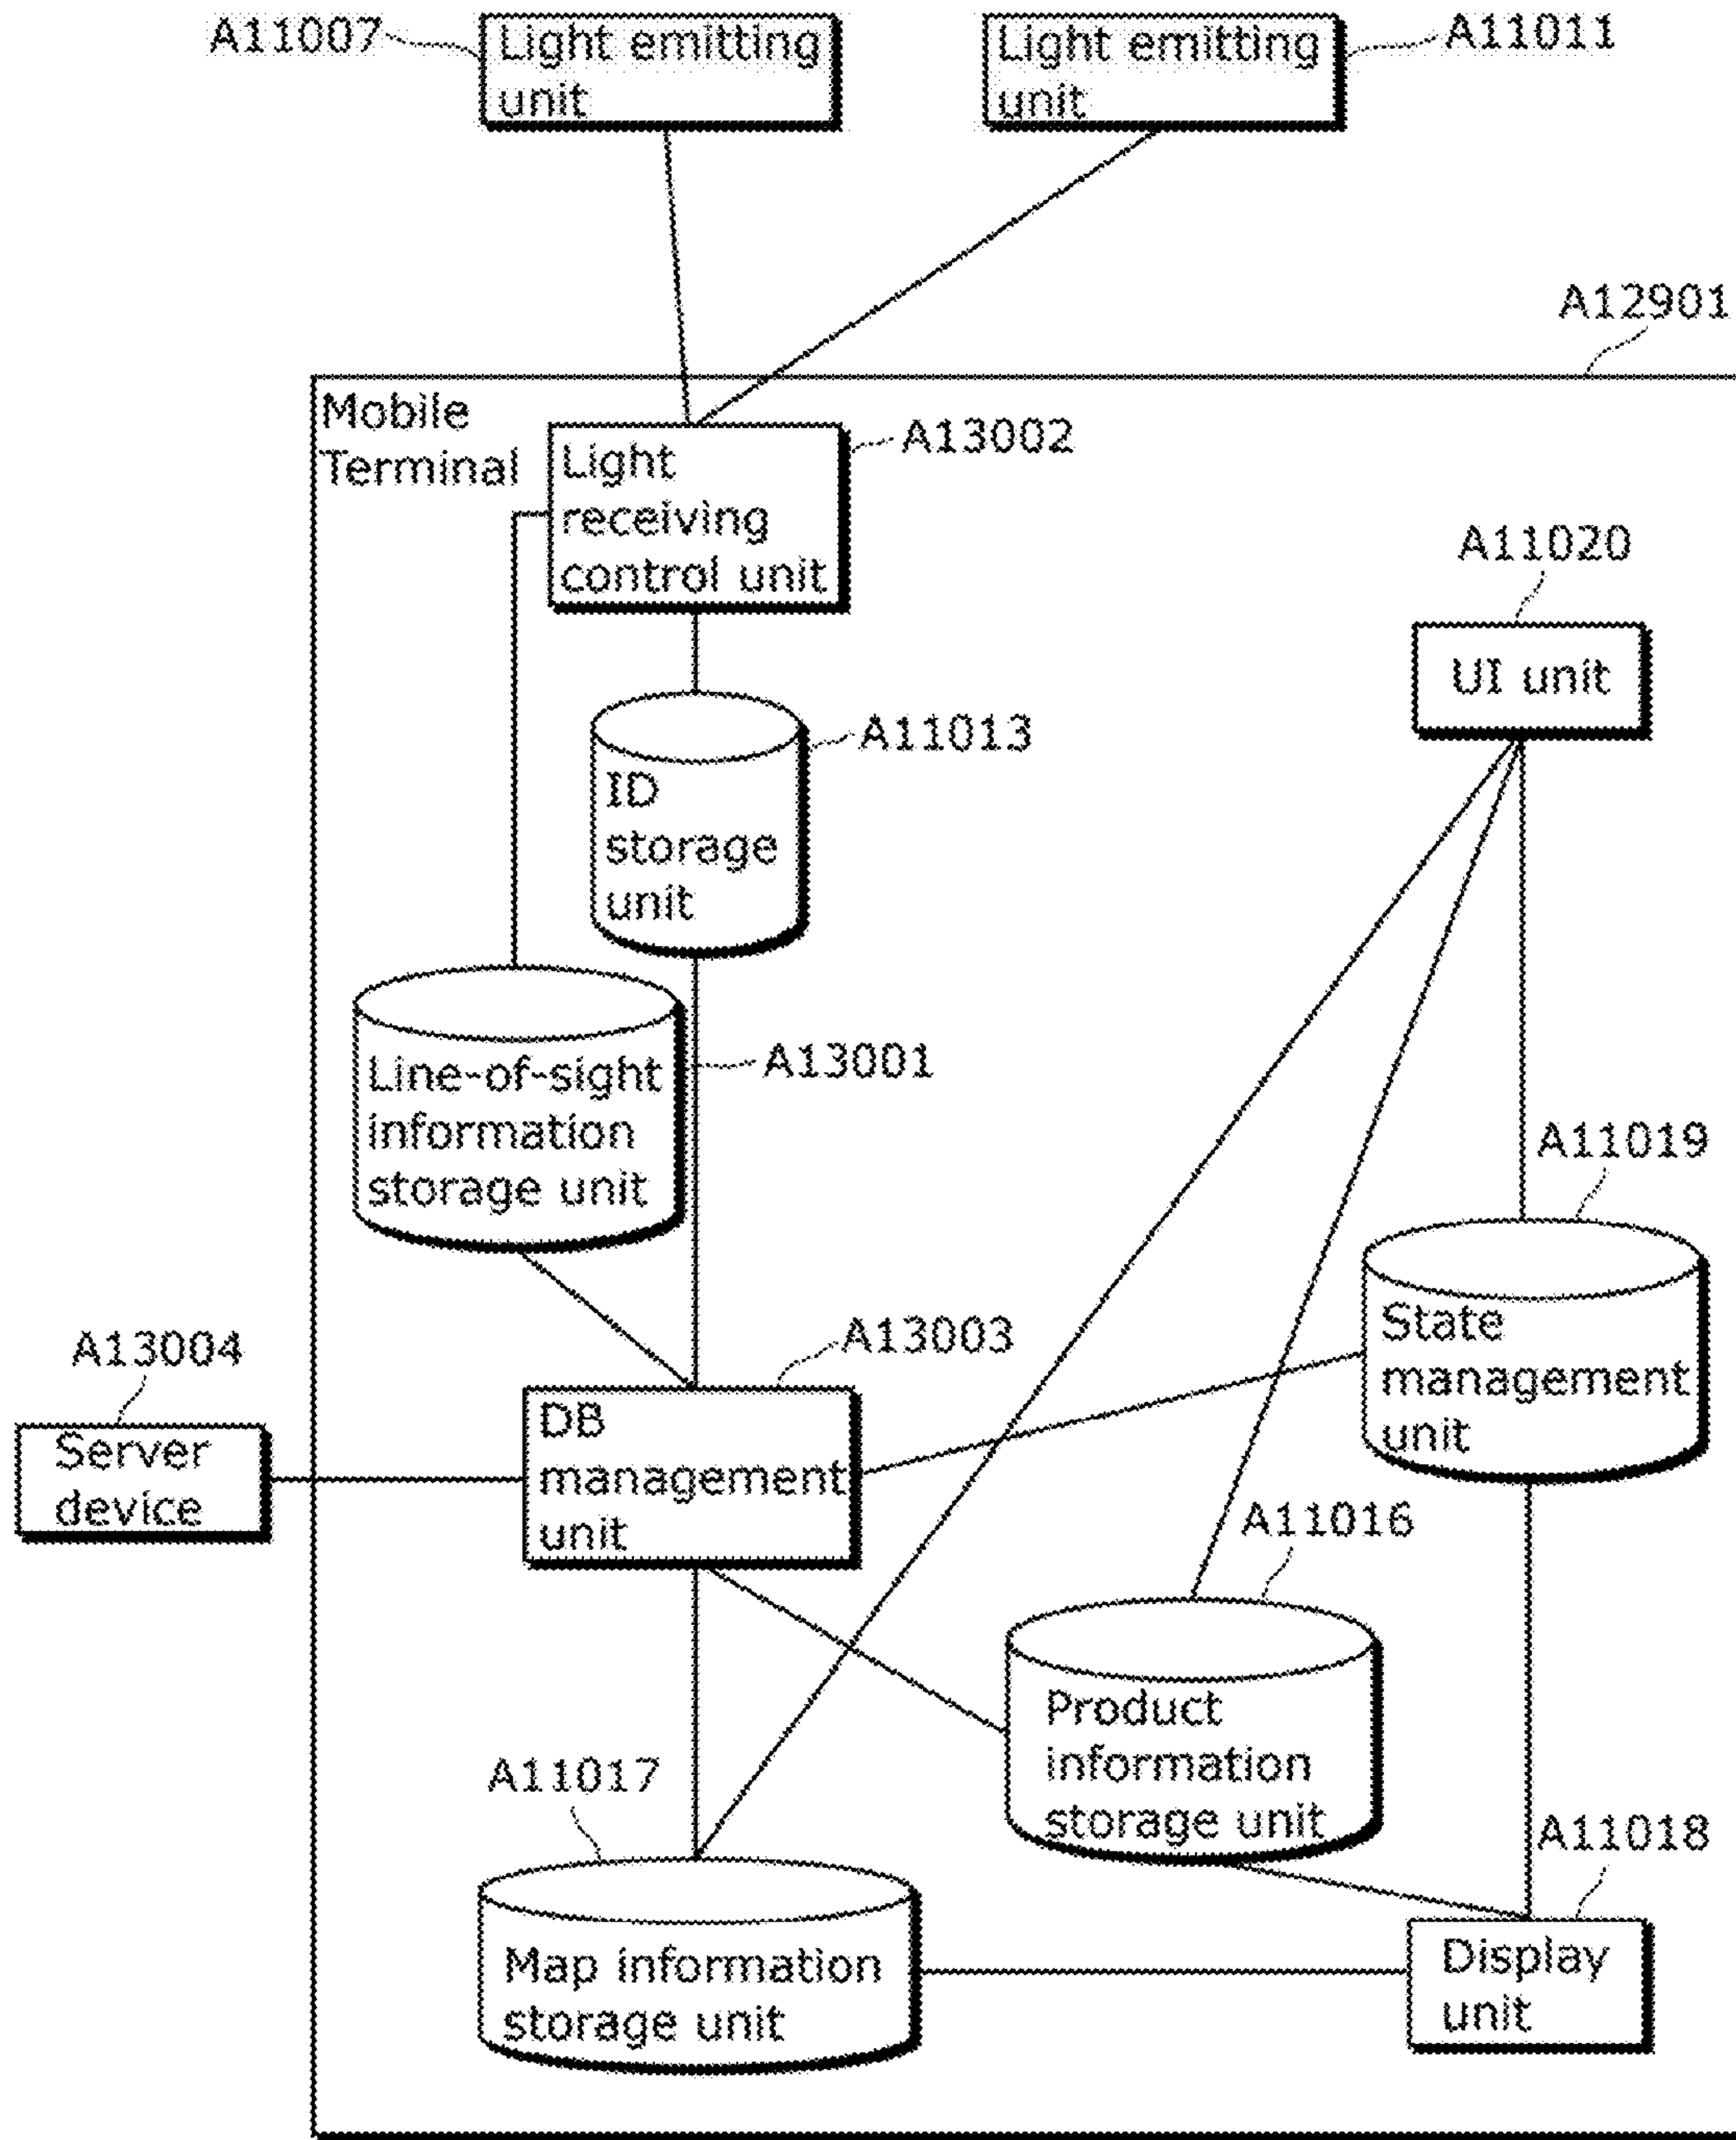 A11007
Light emitting
unit
Light emitting
unit
A11011
A12901
Mobile
Terminal
Light
receiving
control unit
A13002
A11020
UI unit
A11013
ID
storage
unit
Line-of-sight
information
storage unit
A13001
A11019
State
management
unit
A13004
Server
device
A13003
DB
management
unit
A11016
Product
information
storage unit
A11017
Map information
storage unit
A11018
Display
unit